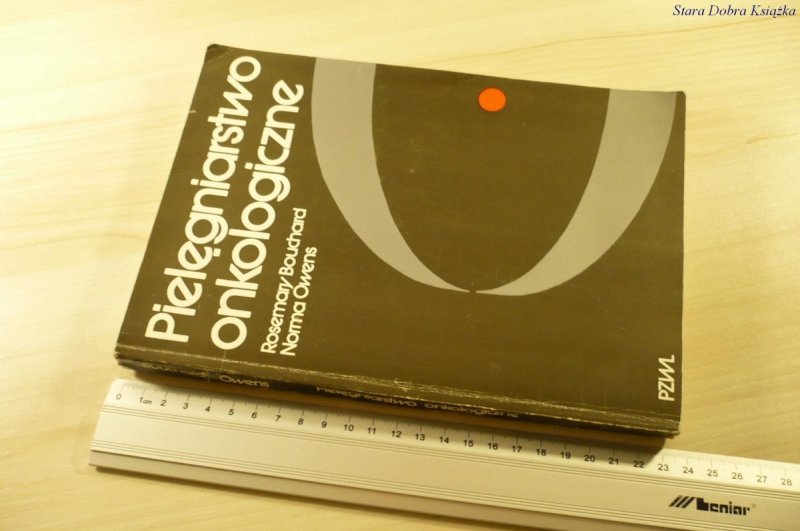 Stara Dobra Książka
Pielęgniarstwo
onkologiczne
Rosemary Bouchard
Norma Owens
PZWL
Owens Pielęgniarstwo onkologiczne
0 1cm 2 3 4 5 6 7 8 9 10 11 12 13 14 15 16 17 18 19 20 21 22 23 24 25 26 27 28
leniar